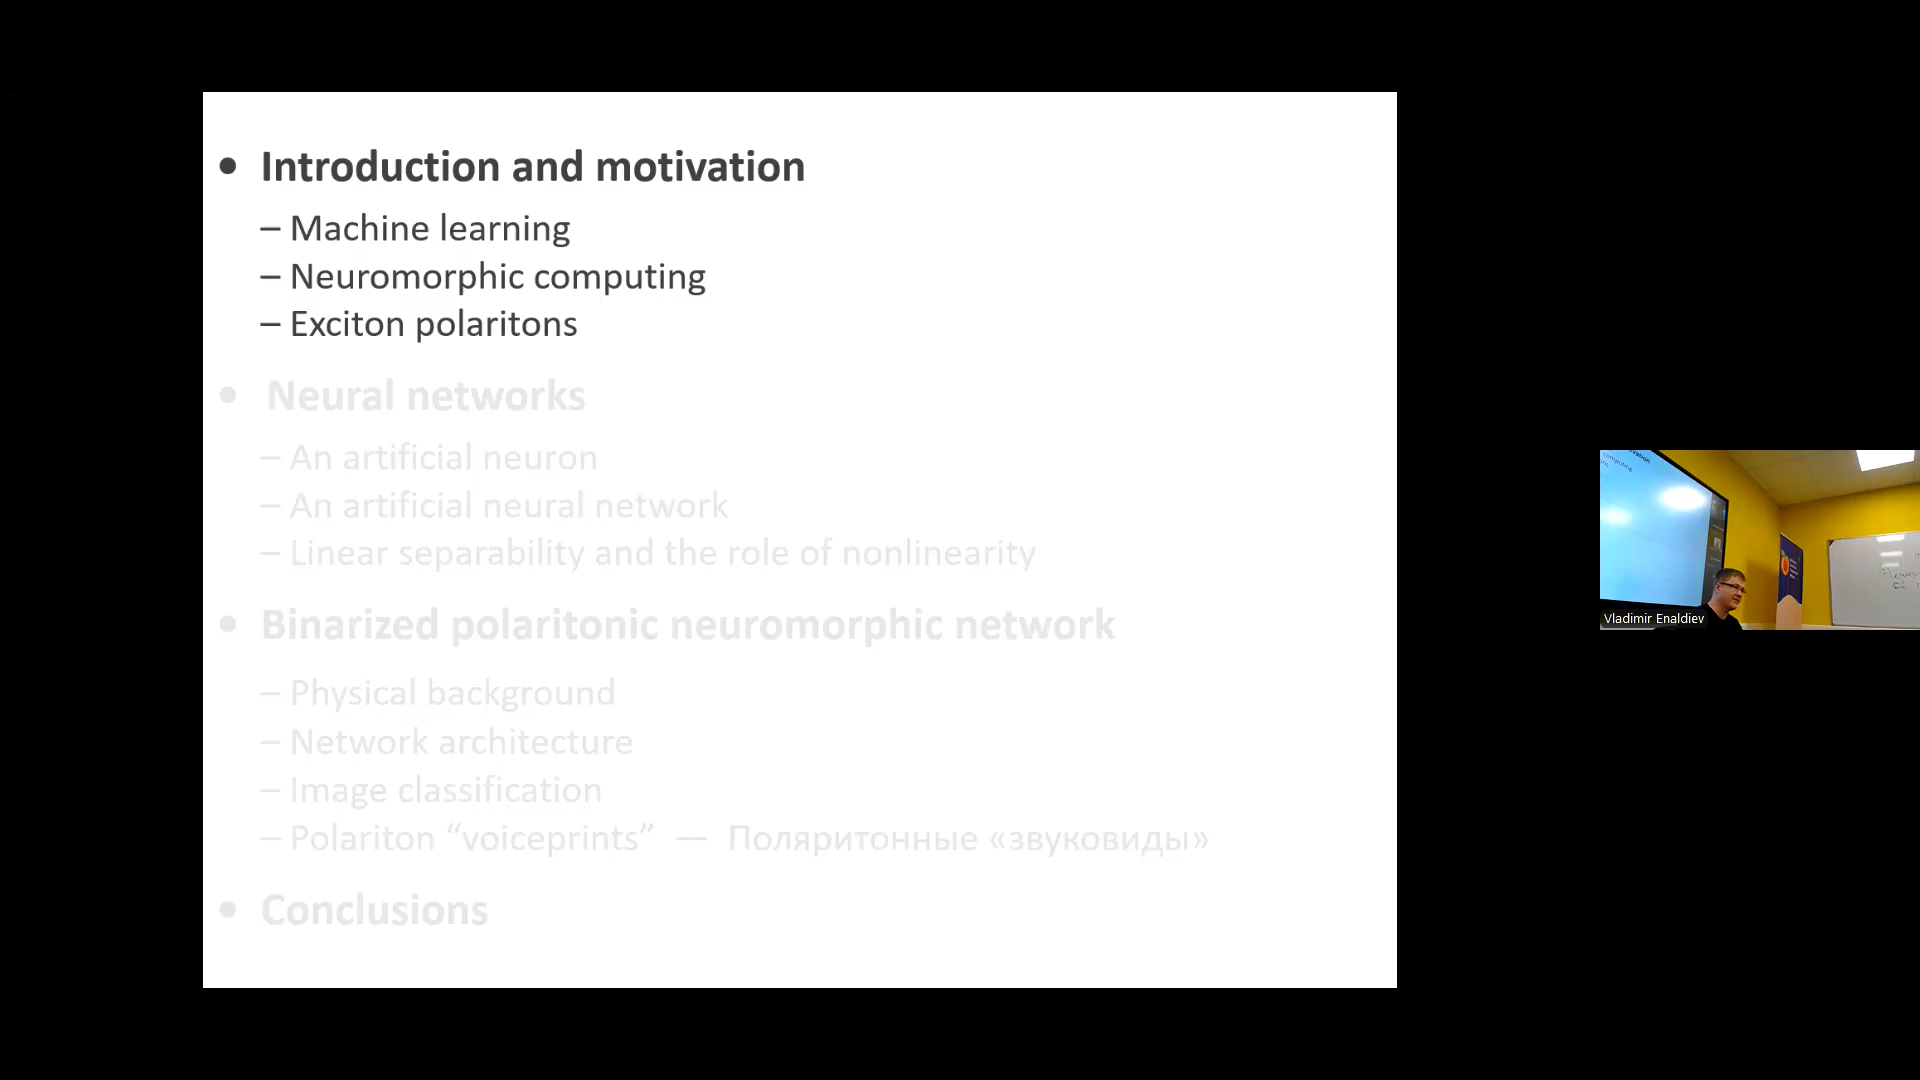 • Introduction and motivation
– Machine learning
– Neuromorphic computing
– Exciton polaritons
• Neural networks
– An artificial neuron
– An artificial neural network
– Linear separability and the role of nonlinearity
• Binarized polaritonic neuromorphic network
– Physical background
– Network architecture
– Image classification
– Polariton “voiceprints” — Поляритонные «звуковиды»
• Conclusions
Vladimir Enaldiev